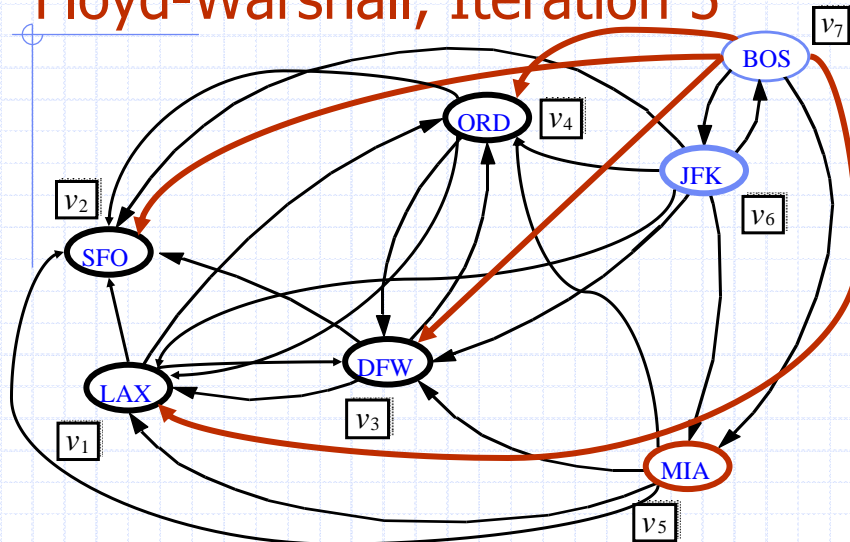 Floyd-Warshall, Iteration 5
v7
BOS
ORD
v4
JFK
v2
v6
SFO
DFW
LAX
v3
v1
MIA
v5